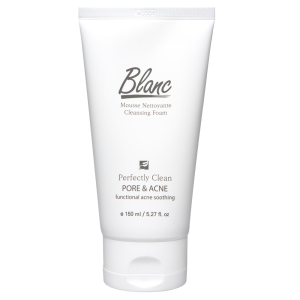 Blanc
Mousse Nettoyante
Cleansing Foam
Perfectly Clean
PORE & ACNE
functional acne soothing
e 150 ml / 5.27 fl. oz